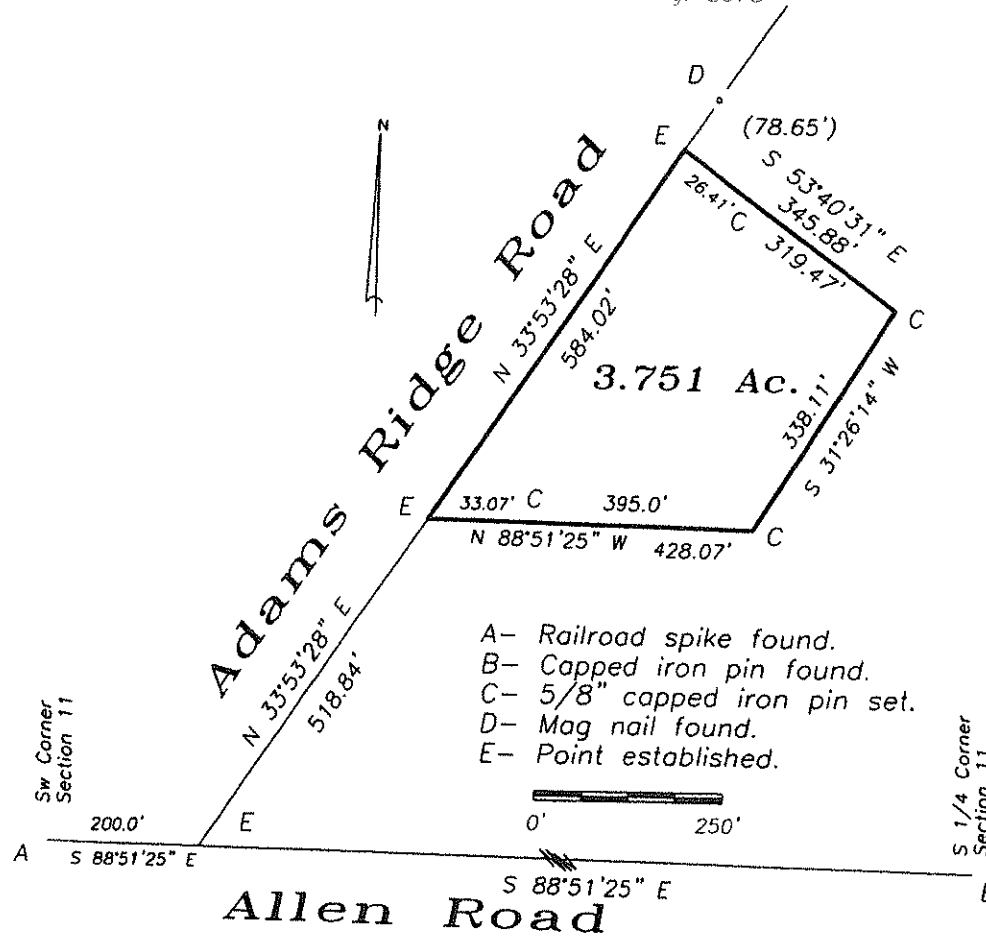 D
(78.65')
E
S 53°40'31" E
345.88'
26.41' C 319.47'
N
C
Adams Ridge Road
N 33°53'28" E
584.02'
3.751 Ac.
338.11'
S 31°26'14" W
E
33.07' C 395.0'
N 88°51'25" W 428.07'
C
N 33°53'28" E
518.84'
A– Railroad spike found.
B– Capped iron pin found.
C– 5/8" capped iron pin set.
D– Mag nail found.
E– Point established.
0' 250'
Sw Corner
Section 11
S 1/4 Corner
Section 11
200.0'
E
A
S 88°51'25" E
S 88°51'25" E
Allen Road